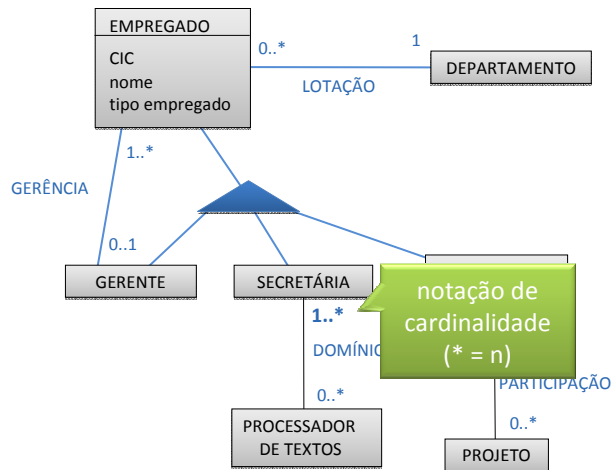 EMPREGADO
CIC
nome
tipo empregado
0..*
1
LOTAÇÃO
DEPARTAMENTO
1..*
GERÊNCIA
0..1
GERENTE
SECRETÁRIA
1..*
DOMÍNIO
0..*
PROCESSADOR
DE TEXTOS
notação de
cardinalidade
(* = n)
PARTICIPAÇÃO
0..*
PROJETO